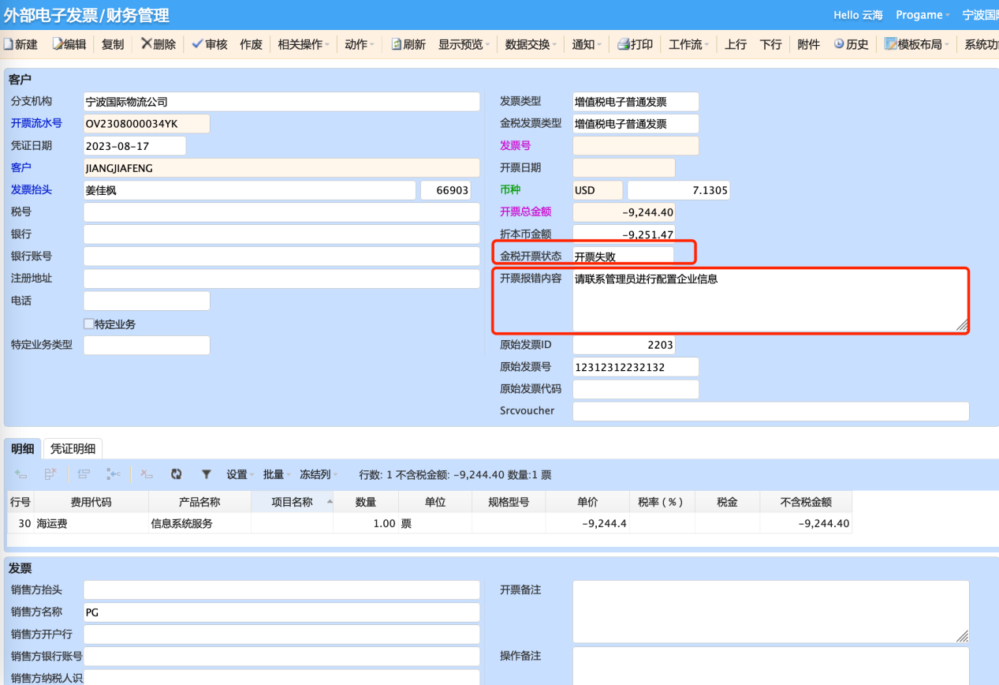 外部电子发票/财务管理
Hello 云海 Progame 宁波国际
新建 编辑 复制 删除 审核 作废 相关操作 动作 刷新 显示预览 数据交换 通知 打印 工作流 上行 下行 附件 历史 模板布局 系统功
客户
分支机构 宁波国际物流公司
开票流水号 OV2308000034YK
凭证日期 2023-08-17
客户 JIANGJIAFENG
发票抬头 姜佳枫 66903
税号
银行
银行账号
注册地址
电话
特定业务
特定业务类型
发票类型 增值税电子普通发票
金税发票类型 增值税电子普通发票
发票号
开票日期
币种 USD 7.1305
开票总金额 -9,244.40
折本币金额 -9,251.47
金税开票状态 开票失败
开票报错内容 请联系管理员进行配置企业信息
原始发票ID 2203
原始发票号 12312312232132
原始发票代码
Srcvoucher
明细 凭证明细
设置 批量 冻结列 行数: 1 不含税金额: -9,244.40 数量:1 票
行号 费用代码 产品名称 项目名称 数量 单位 规格型号 单价 税率 ( % ) 税金 不含税金额
30 海运费 信息系统服务 1.00 票 -9,244.4 -9,244.40
发票
销售方抬头
销售方名称 PG
销售方开户行
销售方银行账号
销售方纳税人识
开票备注
操作备注